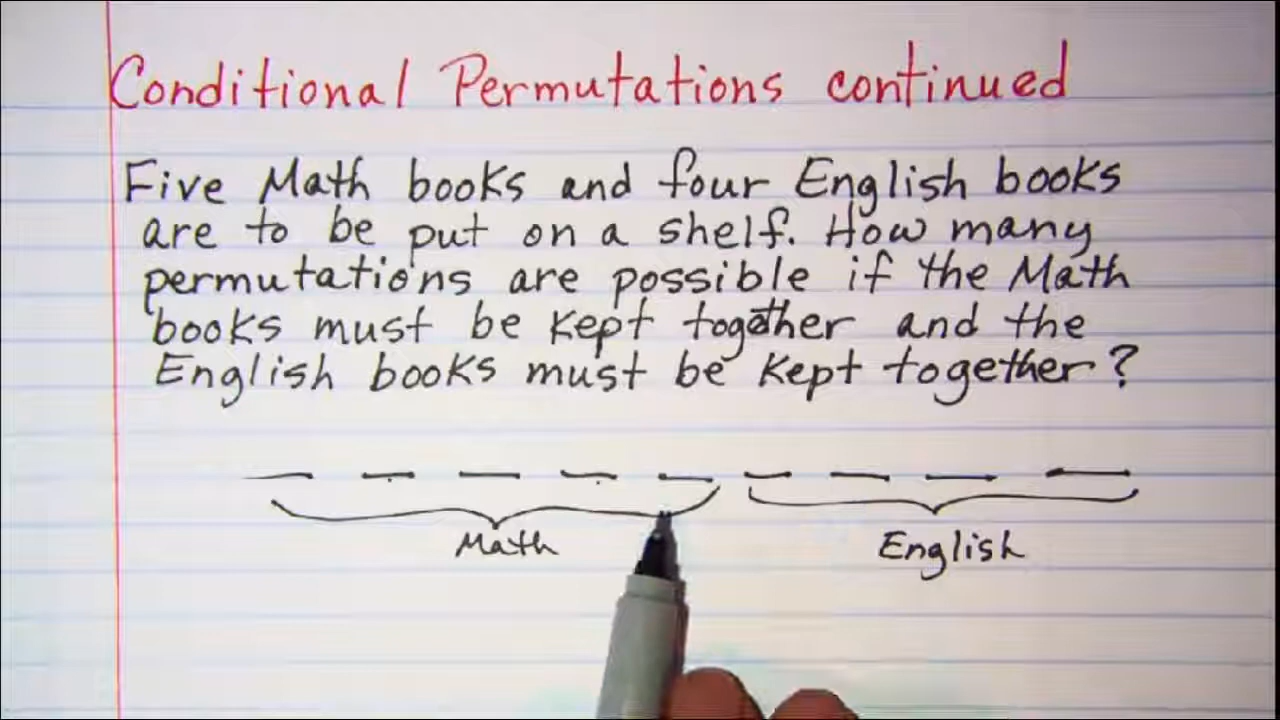 Conditional Permutations continued
Five Math books and four English books
are to be put on a shelf. How many
permutations are possible if the Math
books must be kept together and the
English books must be kept together?
Math English